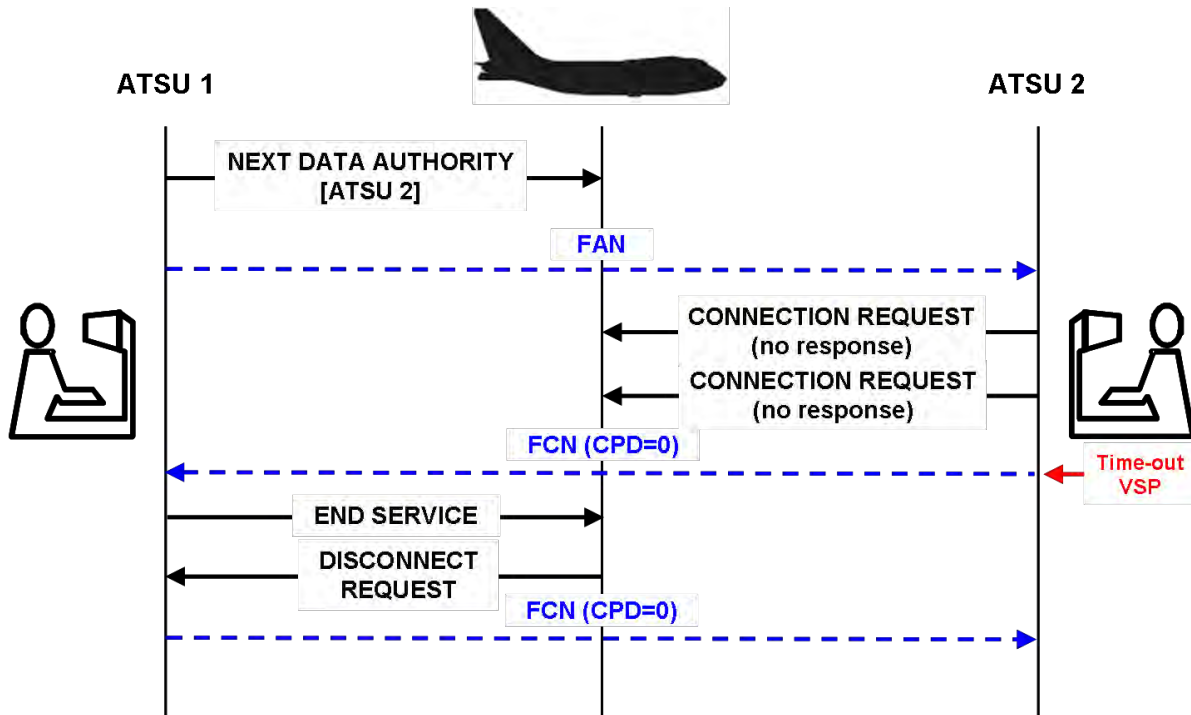 ATSU 1
ATSU 2
NEXT DATA AUTHORITY
[ATSU 2]
FAN
CONNECTION REQUEST
(no response)
CONNECTION REQUEST
(no response)
FCN (CPD=0)
Time-out
VSP
END SERVICE
DISCONNECT
REQUEST
FCN (CPD=0)